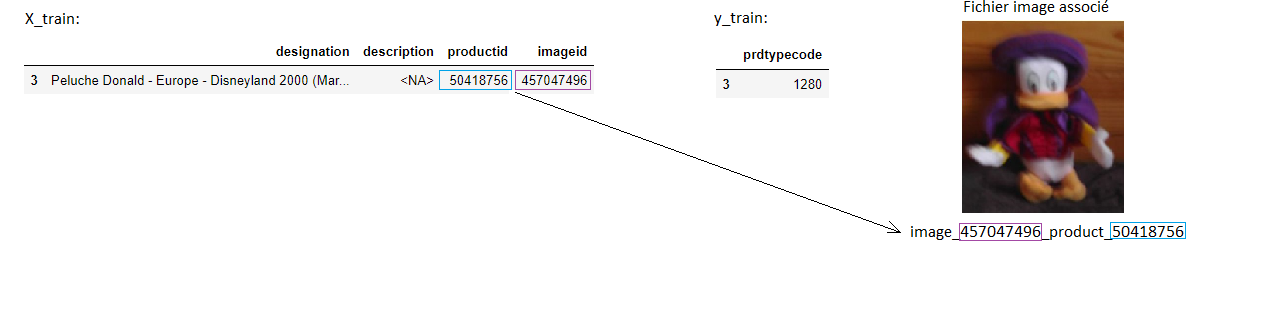 X_train:
designation description productid imageid
3 Peluche Donald - Europe - Disneyland 2000 (Mar... <NA> 50418756 457047496
y_train:
prdtypecode
3 1280
Fichier image associé
image_457047496_product_50418756